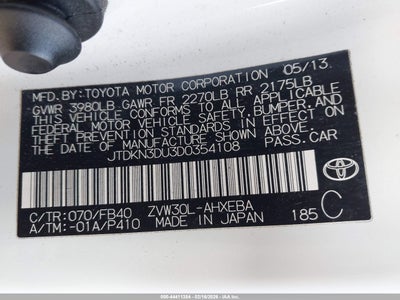 MFD.BY:TOYOTA MOTOR CORPORATION 05/13
GVWR 3980LB GAWR FR 2270LB RR 2175LB
THIS VEHICLE CONFORMS TO ALL APPLICABLE
FEDERAL MOTOR VEHICLE SAFETY,BUMPER,AND
THEFT PREVENTION STANDARDS IN EFFECT ON
THE DATE OF MANUFACTURE SHOWN ABOVE.
JTDKN3DU3D0354108 PASS.CAR
C/TR:070/FB40 ZVW30L-AHXEBA
A/TM:-01A/P410 MADE IN JAPAN 185 C
TOYOTA